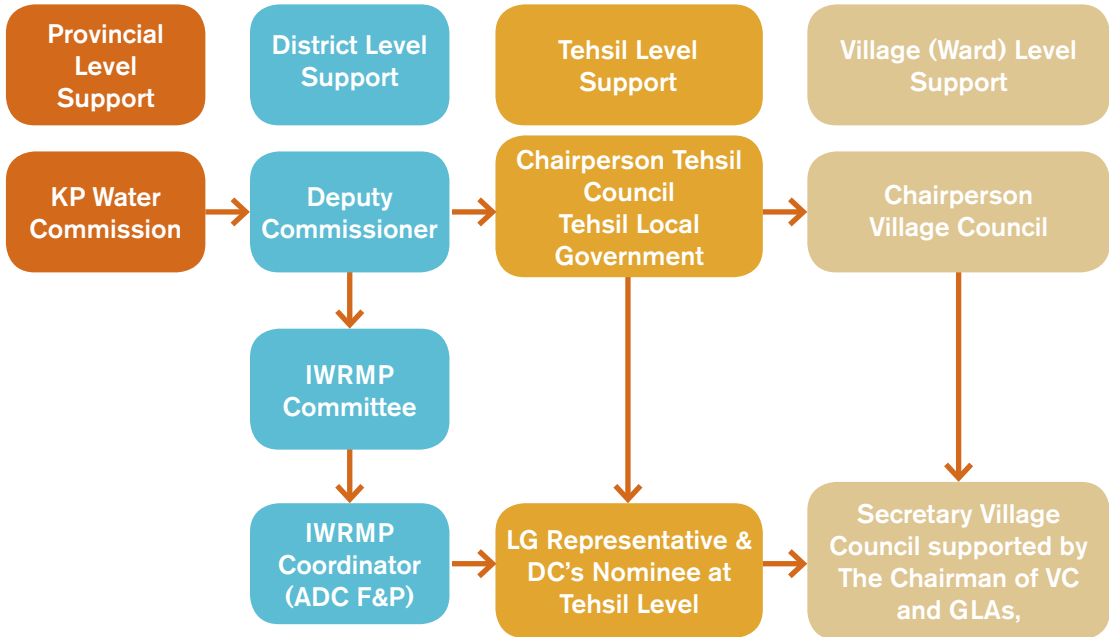 Provincial
Level
Support
District Level
Support
Tehsil Level
Support
Village (Ward) Level
Support
KP Water
Commission
Deputy
Commissioner
Chairperson Tehsil
Council
Tehsil Local
Government
Chairperson
Village Council
IWRMP
Committee
IWRMP
Coordinator
(ADC F&P)
LG Representative &
DC’s Nominee at
Tehsil Level
Secretary Village
Council supported by
The Chairman of VC
and GLAs,